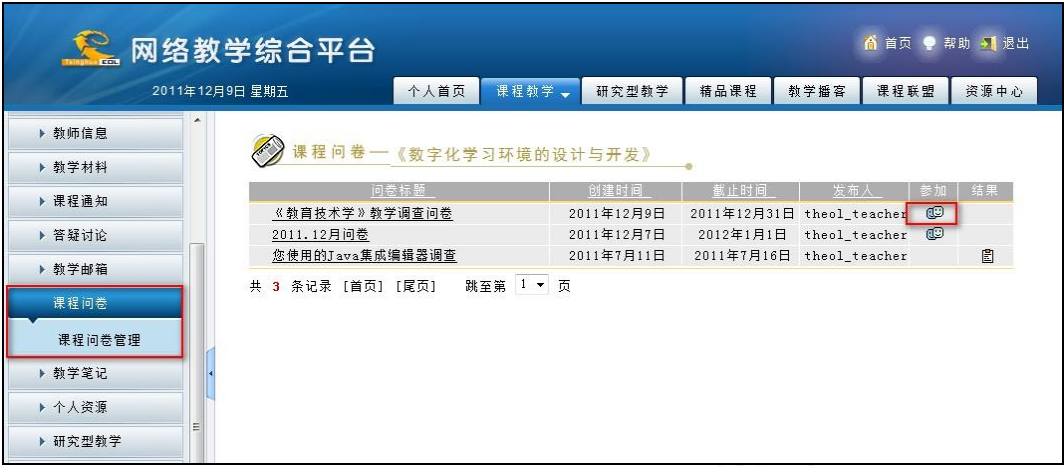 网络教学综合平台
首页 帮助 退出
2011年12月9日 星期五
个人首页 课程教学 研究型教学 精品课程 教学播客 课程联盟 资源中心
教师信息
教学材料
课程通知
答疑讨论
教学邮箱
课程问卷
课程问卷管理
教学笔记
个人资源
研究型教学
课程问卷—《数字化学习环境的设计与开发》
问卷标题 创建时间 截止时间 发布人 参加 结果
《教育技术学》教学调查问卷 2011年12月9日 2011年12月31日 theol_teacher
2011.12月问卷 2011年12月7日 2012年1月1日 theol_teacher
您使用的Java集成编辑器调查 2011年7月11日 2011年7月16日 theol_teacher
共 3 条记录 [首页] [尾页] 跳至第 1 页